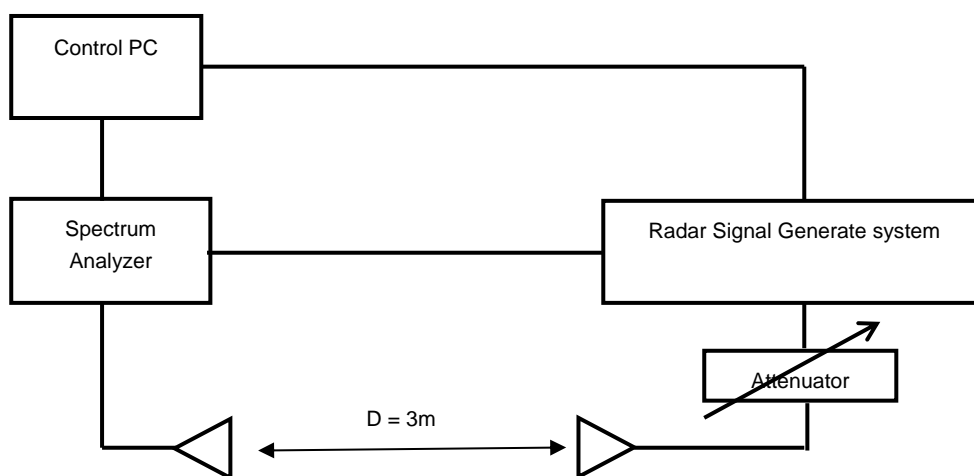 Control PC
Spectrum
Analyzer
Radar Signal Generate system
Attenuator
D = 3m